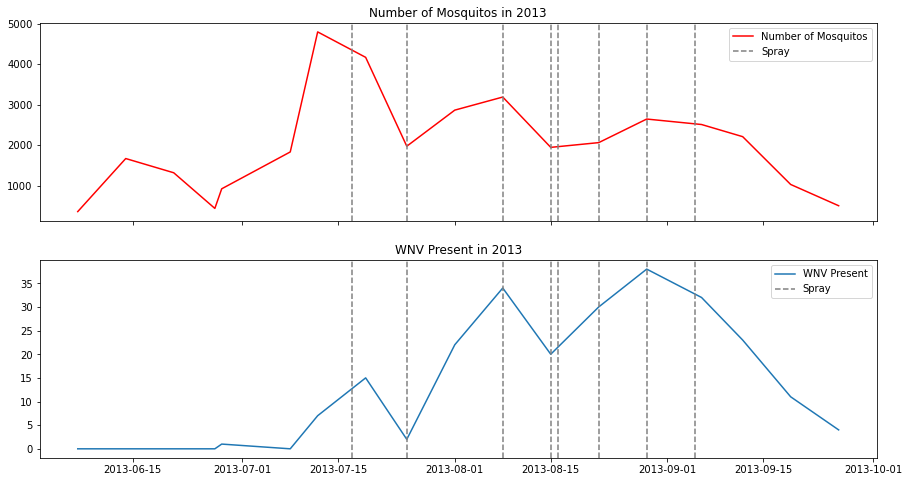 Number of Mosquitos in 2013
5000
4000
3000
2000
1000
Number of Mosquitos
Spray
WNV Present in 2013
35
30
25
20
15
10
5
0
WNV Present
Spray
2013-06-15 2013-07-01 2013-07-15 2013-08-01 2013-08-15 2013-09-01 2013-09-15 2013-10-01